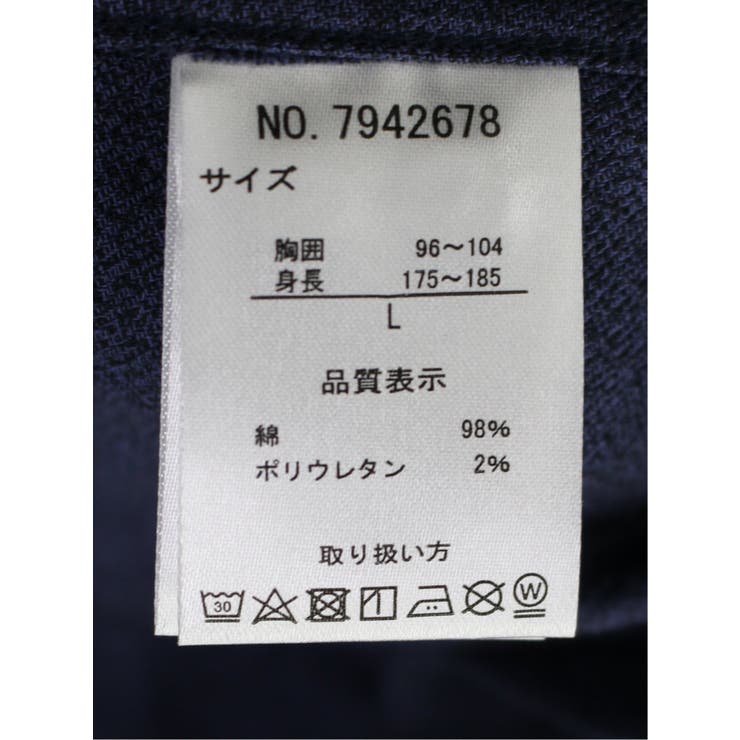 NO. 7942678
サイズ
胸囲 96～104
身長 175～185
L
品質表示
綿 98%
ポリウレタン 2%
取り扱い方
30
W